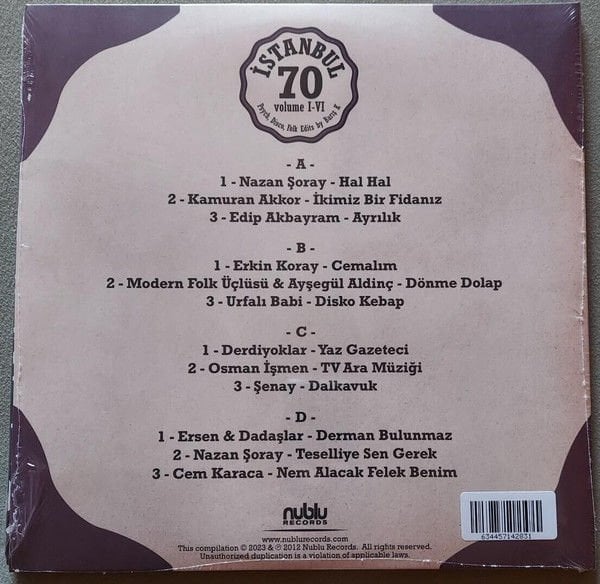 İSTANBUL
70
volume I-VI
Psych, Disco, Folk Edits by Barış K
- A -
1 - Nazan Şoray - Hal Hal
2 - Kamuran Akkor - İkimiz Bir Fidanız
3 - Edip Akbayram - Ayrılık
- B -
1 - Erkin Koray - Cemalım
2 - Modern Folk Üçlüsü & Ayşegül Aldinç - Dönme Dolap
3 - Urfalı Babi - Disko Kebap
- C -
1 - Derdiyoklar - Yaz Gazeteci
2 - Osman İşmen - TV Ara Müziği
3 - Şenay - Dalkavuk
- D -
1 - Ersen & Dadaşlar - Derman Bulunmaz
2 - Nazan Şoray - Teselliye Sen Gerek
3 - Cem Karaca - Nem Alacak Felek Benim
nublu
RECORDS
www.nublurecords.com
This compilation © 2023 & ℗ 2012 Nublu Records. All rights reserved.
Unauthorized duplication is a violation of applicable laws.
634457142831